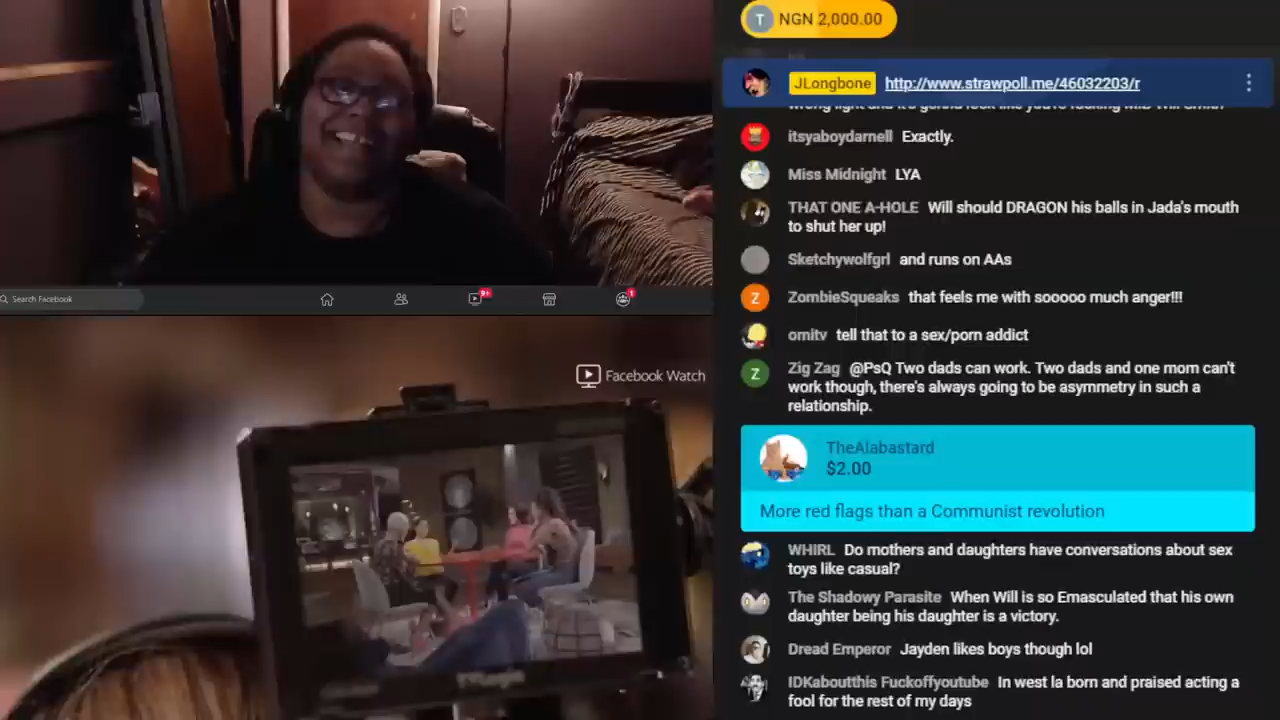 T NGN 2,000.00
JLongbone http://www.strawpoll.me/46032203/r
itsyaboydarnell Exactly.
Miss Midnight LYA
THAT ONE A-HOLE Will should DRAGON his balls in Jada's mouth
to shut her up!
Sketchywolfgrl and runs on AAs
Z ZombieSqueaks that feels me with sooooo much anger!!!
omitv tell that to a sex/porn addict
Z Zig Zag @PsQ Two dads can work. Two dads and one mom can't
work though, there's always going to be asymmetry in such a
relationship.
TheAlabastard
$2.00
More red flags than a Communist revolution
WHIRL Do mothers and daughters have conversations about sex
toys like casual?
The Shadowy Parasite When Will is so Emasculated that his own
daughter being his daughter is a victory.
Dread Emperor Jayden likes boys though lol
IDKaboutthis Fuckoffyoutube In west la born and praised acting a
fool for the rest of my days
Search Facebook
9+
1
Facebook Watch